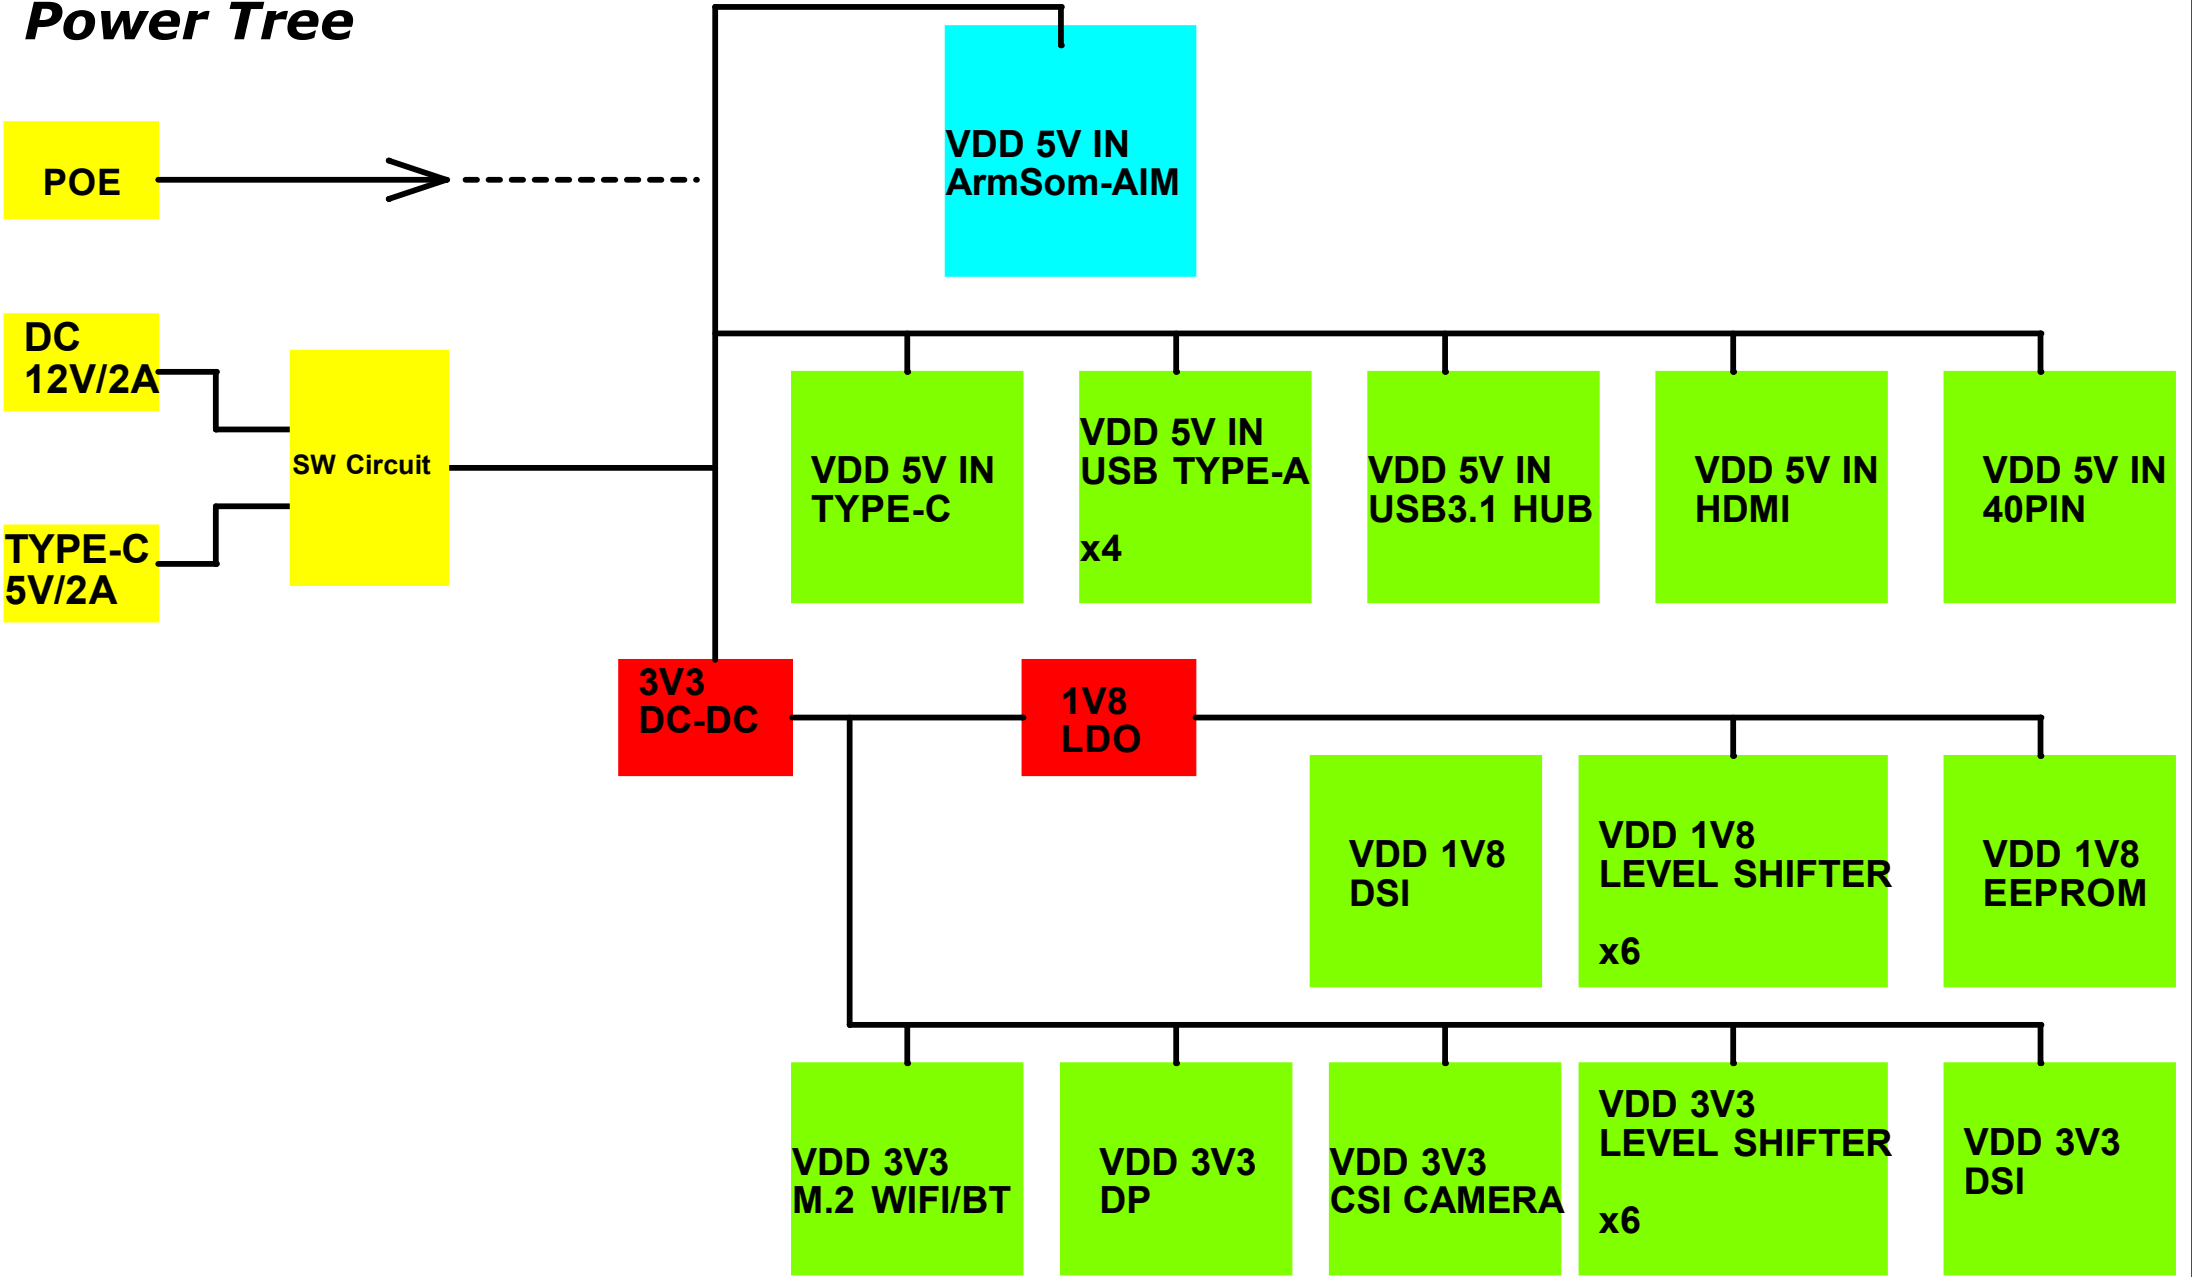 Power Tree
VDD 5V IN
ArmSom-AIM
POE
DC
12V/2A
SW Circuit
TYPE-C
5V/2A
VDD 5V IN
TYPE-C
VDD 5V IN
USB TYPE-A
x4
VDD 5V IN
USB3.1 HUB
VDD 5V IN
HDMI
VDD 5V IN
40PIN
3V3
DC-DC
1V8
LDO
VDD 1V8
DSI
VDD 1V8
LEVEL SHIFTER
x6
VDD 1V8
EEPROM
VDD 3V3
M.2 WIFI/BT
VDD 3V3
DP
VDD 3V3
CSI CAMERA
VDD 3V3
LEVEL SHIFTER
x6
VDD 3V3
DSI